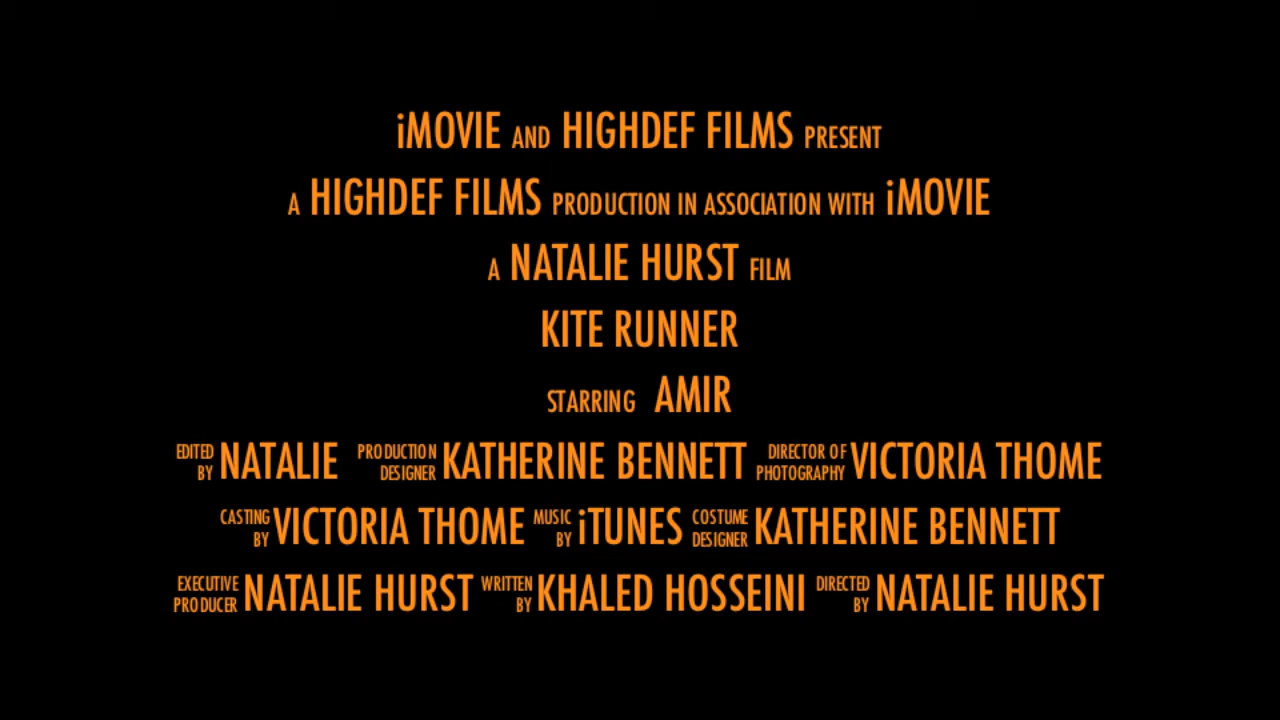 iMOVIE AND HIGHDEF FILMS PRESENT
A HIGHDEF FILMS PRODUCTION IN ASSOCIATION WITH iMOVIE
A NATALIE HURST FILM
KITE RUNNER
STARRING AMIR
EDITED BY NATALIE PRODUCTION DESIGNER KATHERINE BENNETT DIRECTOR OF PHOTOGRAPHY VICTORIA THOME
CASTING BY VICTORIA THOME MUSIC BY iTUNES COSTUME DESIGNER KATHERINE BENNETT
EXECUTIVE PRODUCER NATALIE HURST WRITTEN BY KHALED HOSSEINI DIRECTED BY NATALIE HURST